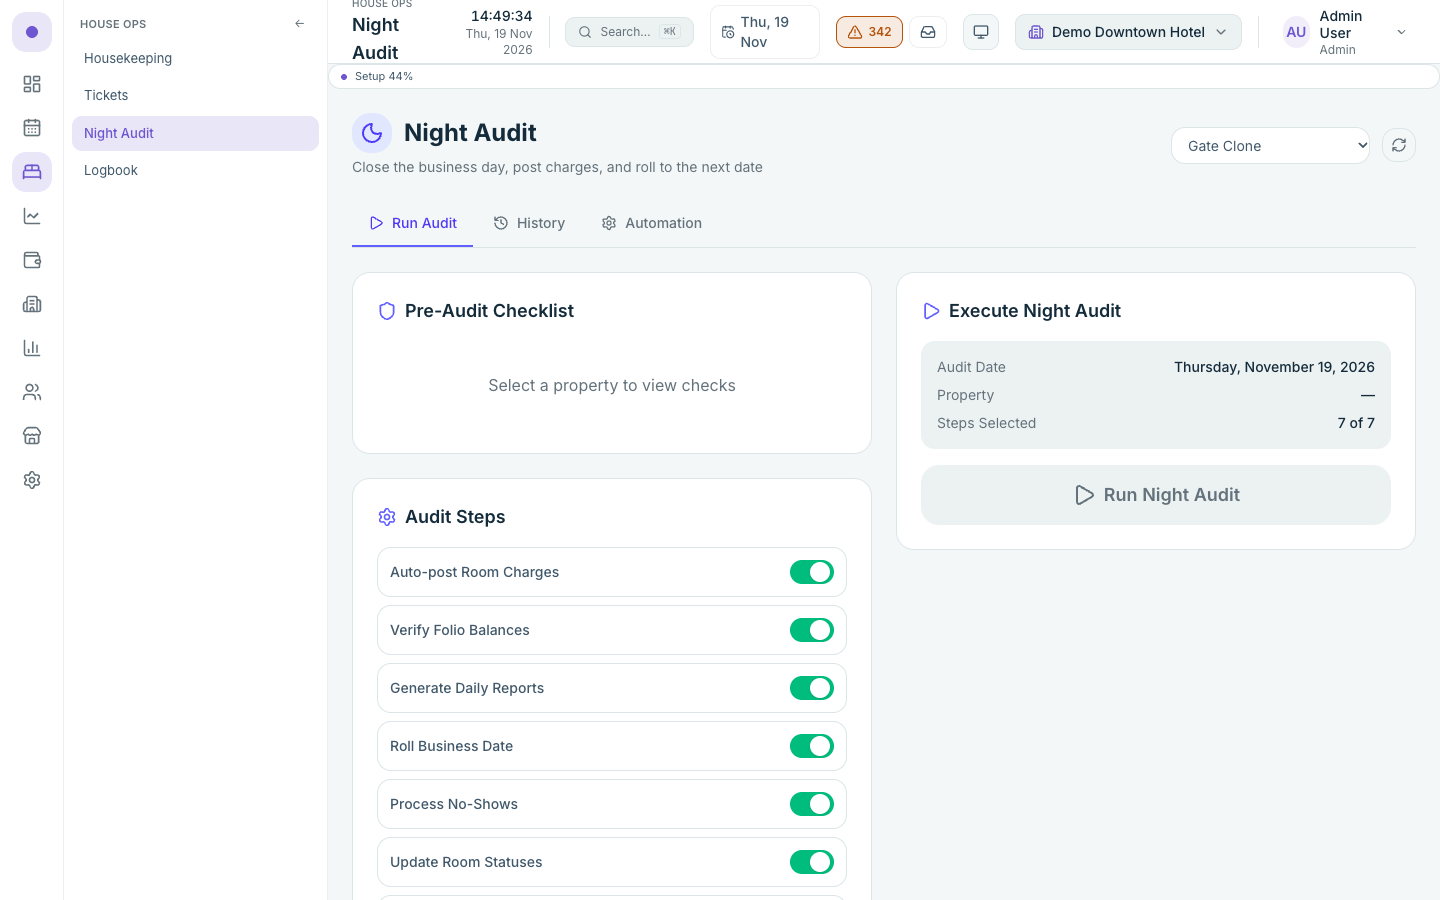 HOUSE OPS
Housekeeping
Tickets
Night Audit
Logbook
HOUSE OPS
Night
Audit
14:49:34
Thu, 19 Nov
2026
Search... ⌘K
Thu, 19
Nov
342
Demo Downtown Hotel
AU
Admin
User
Admin
Setup 44%
Night Audit
Close the business day, post charges, and roll to the next date
Gate Clone
Run Audit
History
Automation
Pre-Audit Checklist
Select a property to view checks
Audit Steps
Auto-post Room Charges
Verify Folio Balances
Generate Daily Reports
Roll Business Date
Process No-Shows
Update Room Statuses
Execute Night Audit
Audit Date Thursday, November 19, 2026
Property —
Steps Selected 7 of 7
Run Night Audit